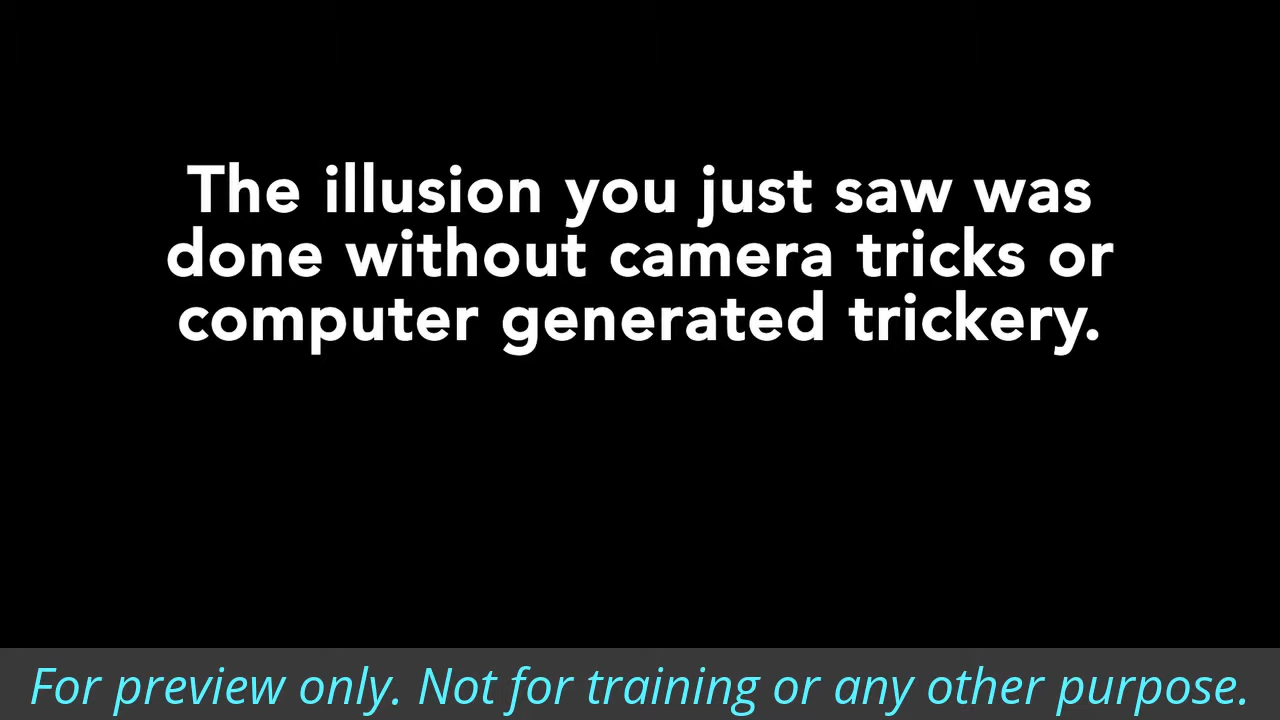 The illusion you just saw was
done without camera tricks or
computer generated trickery.
For preview only. Not for training or any other purpose.